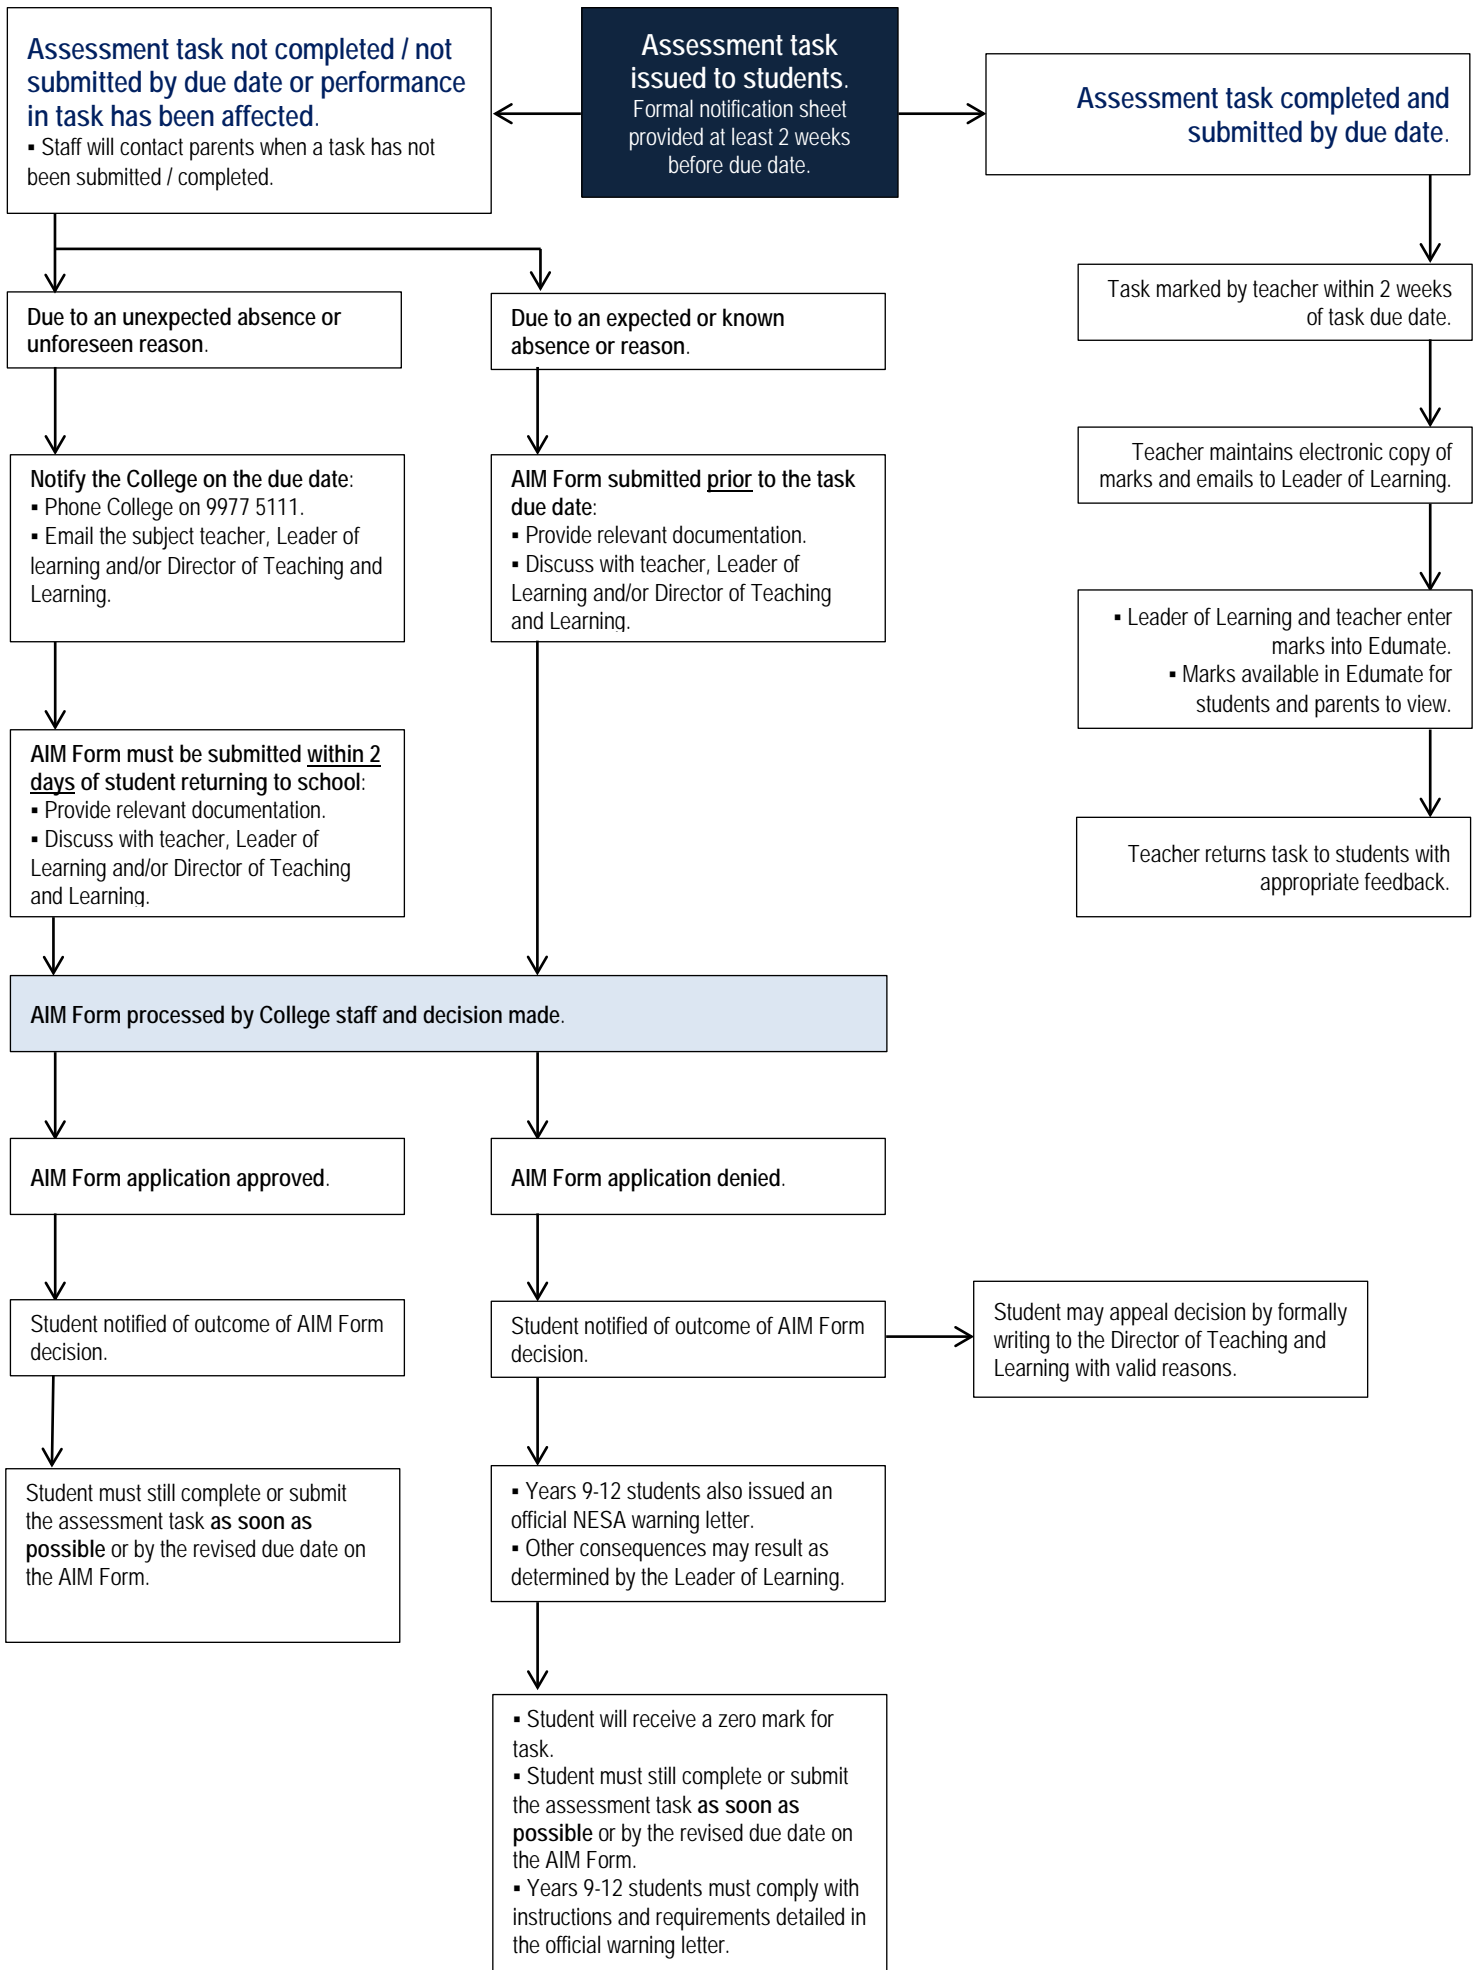 Assessment task not completed / not
submitted by due date or performance
in task has been affected.
▪ Staff will contact parents when a task has not
been submitted / completed.
Assessment task
issued to students.
Formal notification sheet
provided at least 2 weeks
before due date.
Assessment task completed and
submitted by due date.
Due to an unexpected absence or
unforeseen reason.
Due to an expected or known
absence or reason.
Task marked by teacher within 2 weeks
of task due date.
Notify the College on the due date:
▪ Phone College on 9977 5111.
▪ Email the subject teacher, Leader of
learning and/or Director of Teaching and
Learning.
AIM Form submitted prior to the task
due date:
▪ Provide relevant documentation.
▪ Discuss with teacher, Leader of
Learning and/or Director of Teaching
and Learning.
Teacher maintains electronic copy of
marks and emails to Leader of Learning.
▪ Leader of Learning and teacher enter
marks into Edumate.
▪ Marks available in Edumate for
students and parents to view.
AIM Form must be submitted within 2
days of student returning to school:
▪ Provide relevant documentation.
▪ Discuss with teacher, Leader of
Learning and/or Director of Teaching
and Learning.
Teacher returns task to students with
appropriate feedback.
AIM Form processed by College staff and decision made.
AIM Form application approved.
AIM Form application denied.
Student notified of outcome of AIM Form
decision.
Student notified of outcome of AIM Form
decision.
Student may appeal decision by formally
writing to the Director of Teaching and
Learning with valid reasons.
Student must still complete or submit
the assessment task as soon as
possible or by the revised due date on
the AIM Form.
▪ Years 9-12 students also issued an
official NESA warning letter.
▪ Other consequences may result as
determined by the Leader of Learning.
▪ Student will receive a zero mark for
task.
▪ Student must still complete or submit
the assessment task as soon as
possible or by the revised due date on
the AIM Form.
▪ Years 9-12 students must comply with
instructions and requirements detailed in
the official warning letter.